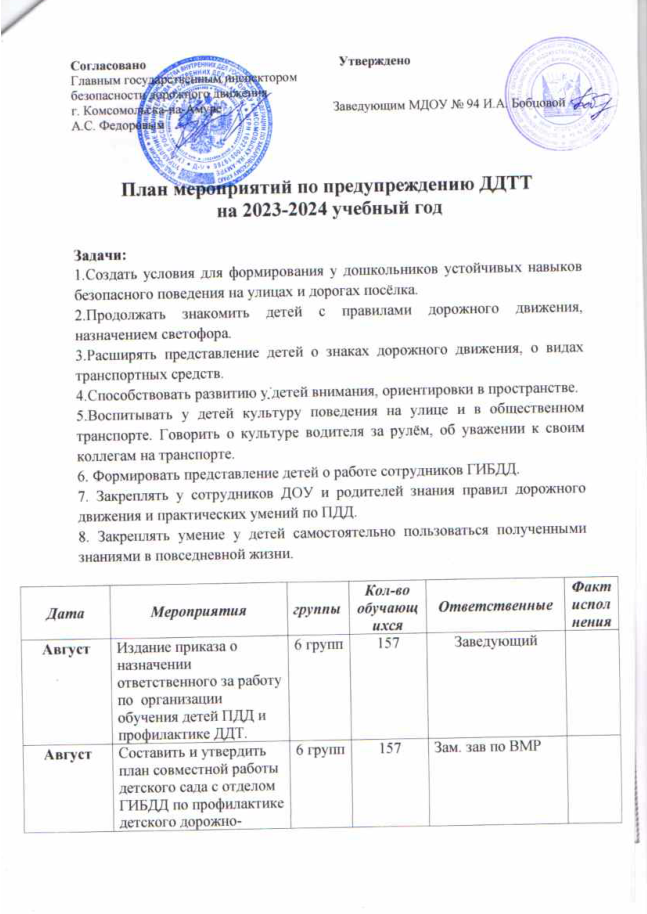 Согласовано
Утверждено
Главным государственным инспектором
безопасности дорожного движения
г. Комсомольска-на-Амуре
Заведующим МДОУ № 94 И.А. Бобцовой
А.С. Федоровым
План мероприятий по предупреждению ДДТТ
на 2023-2024 учебный год
Задачи:
1.Создать условия для формирования у дошкольников устойчивых навыков
безопасного поведения на улицах и дорогах посёлка.
2.Продолжать знакомить детей с правилами дорожного движения,
назначением светофора.
3.Расширять представление детей о знаках дорожного движения, о видах
транспортных средств.
4.Способствовать развитию у детей внимания, ориентировки в пространстве.
5.Воспитывать у детей культуру поведения на улице и в общественном
транспорте. Говорить о культуре водителя за рулём, об уважении к своим
коллегам на транспорте.
6. Формировать представление детей о работе сотрудников ГИБДД.
7. Закреплять у сотрудников ДОУ и родителей знания правил дорожного
движения и практических умений по ПДД.
8. Закреплять умение у детей самостоятельно пользоваться полученными
знаниями в повседневной жизни.
Дата
Мероприятия
группы
Кол-во
обучающ
ихся
Ответственные
Факт
испол
нения
Август
Издание приказа о
назначении
ответственного за работу
по организации
обучения детей ПДД и
профилактике ДДТ.
6 групп
157
Заведующий
Август
Составить и утвердить
план совместной работы
детского сада с отделом
ГИБДД по профилактике
детского дорожно-
6 групп
157
Зам. зав по ВМР